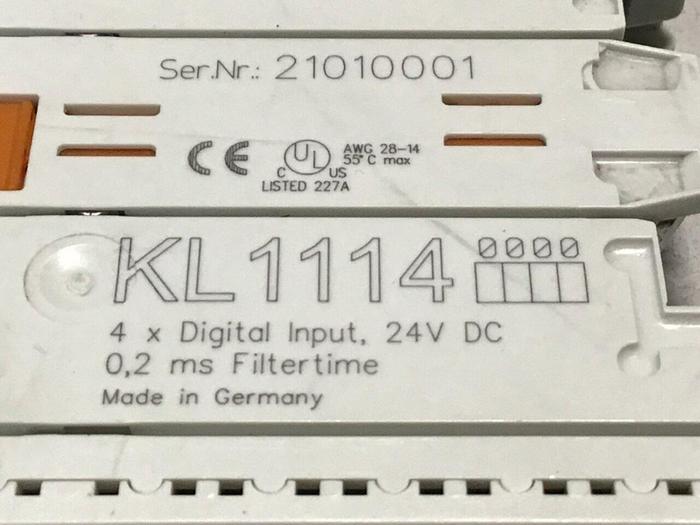 Ser.Nr.: 21010001
CE
UL
C US
LISTED 227A
AWG 28-14
55°C max
KL1114
0000
4 x Digital Input, 24V DC
0,2 ms Filtertime
Made in Germany